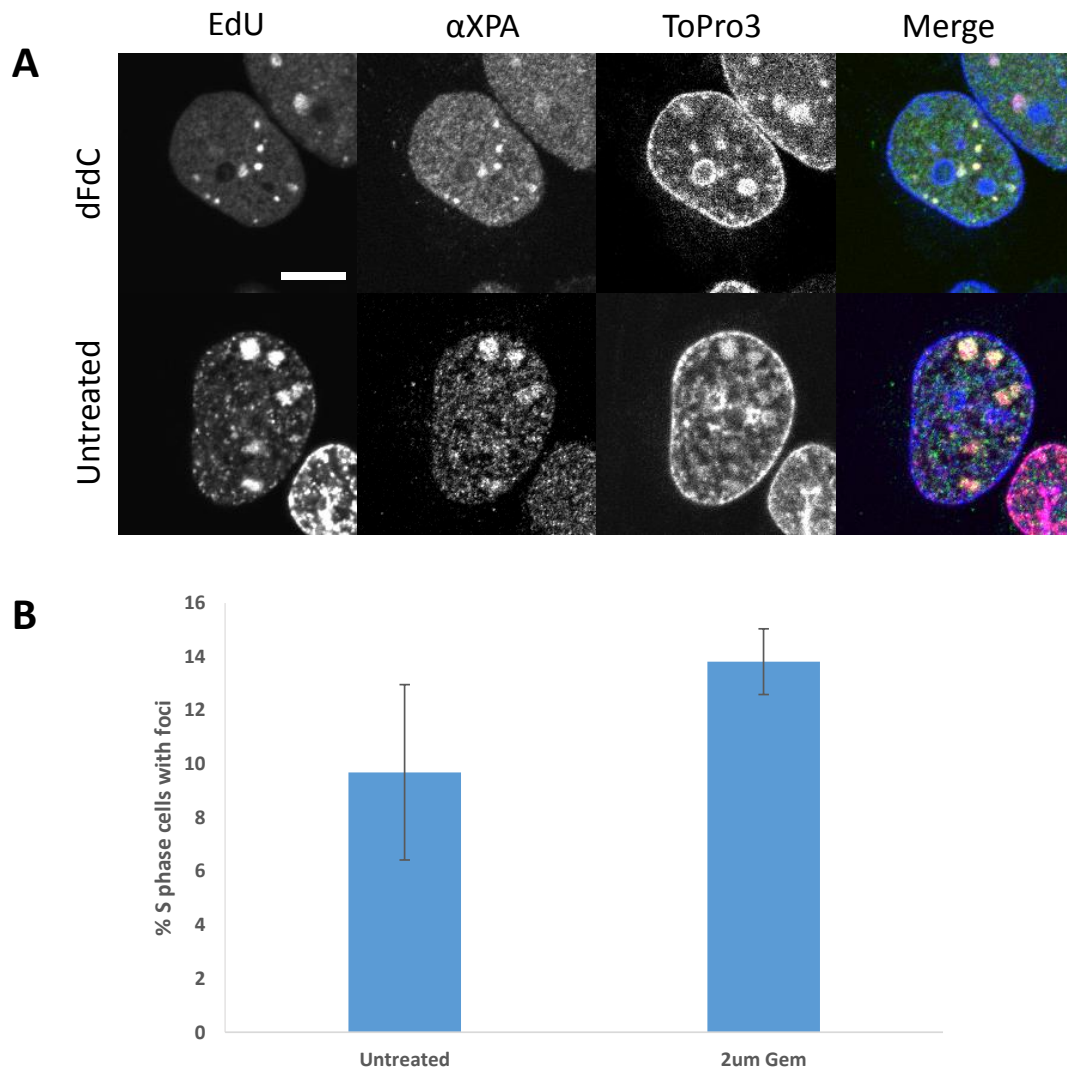 EdU αXPA ToPro3 Merge
A
dFdC
Untreated
B
16
14
12
10
8
6
4
2
0
% S phase cells with foci
Untreated 2um Gem